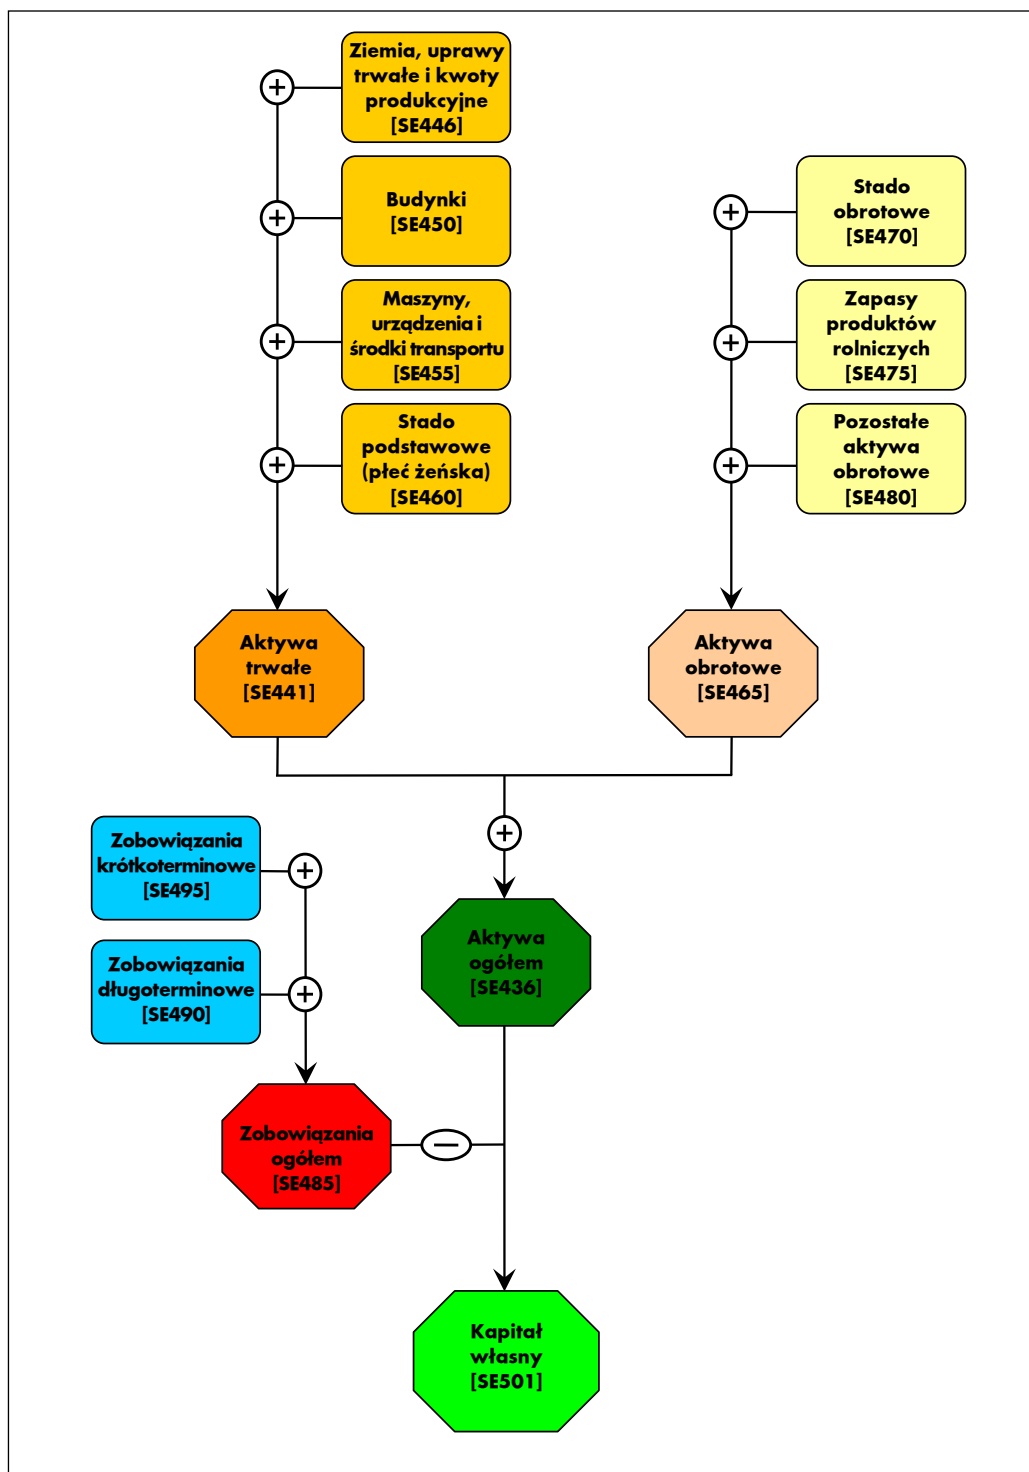 Ziemia, uprawy
trwałe i kwoty
produkcyjne
[SE446]
Budynki
[SE450]
Maszyny,
urządzenia i
środki transportu
[SE455]
Stado
podstawowe
(płeć żeńska)
[SE460]
Stado
obrotowe
[SE470]
Zapasy
produktów
rolniczych
[SE475]
Pozostałe
aktywa
obrotowe
[SE480]
Aktywa
trwałe
[SE441]
Aktywa
obrotowe
[SE465]
Zobowiązania
krótkoterminowe
[SE495]
Zobowiązania
długoterminowe
[SE490]
Aktywa
ogółem
[SE436]
Zobowiązania
ogółem
[SE485]
Kapitał
własny
[SE501]